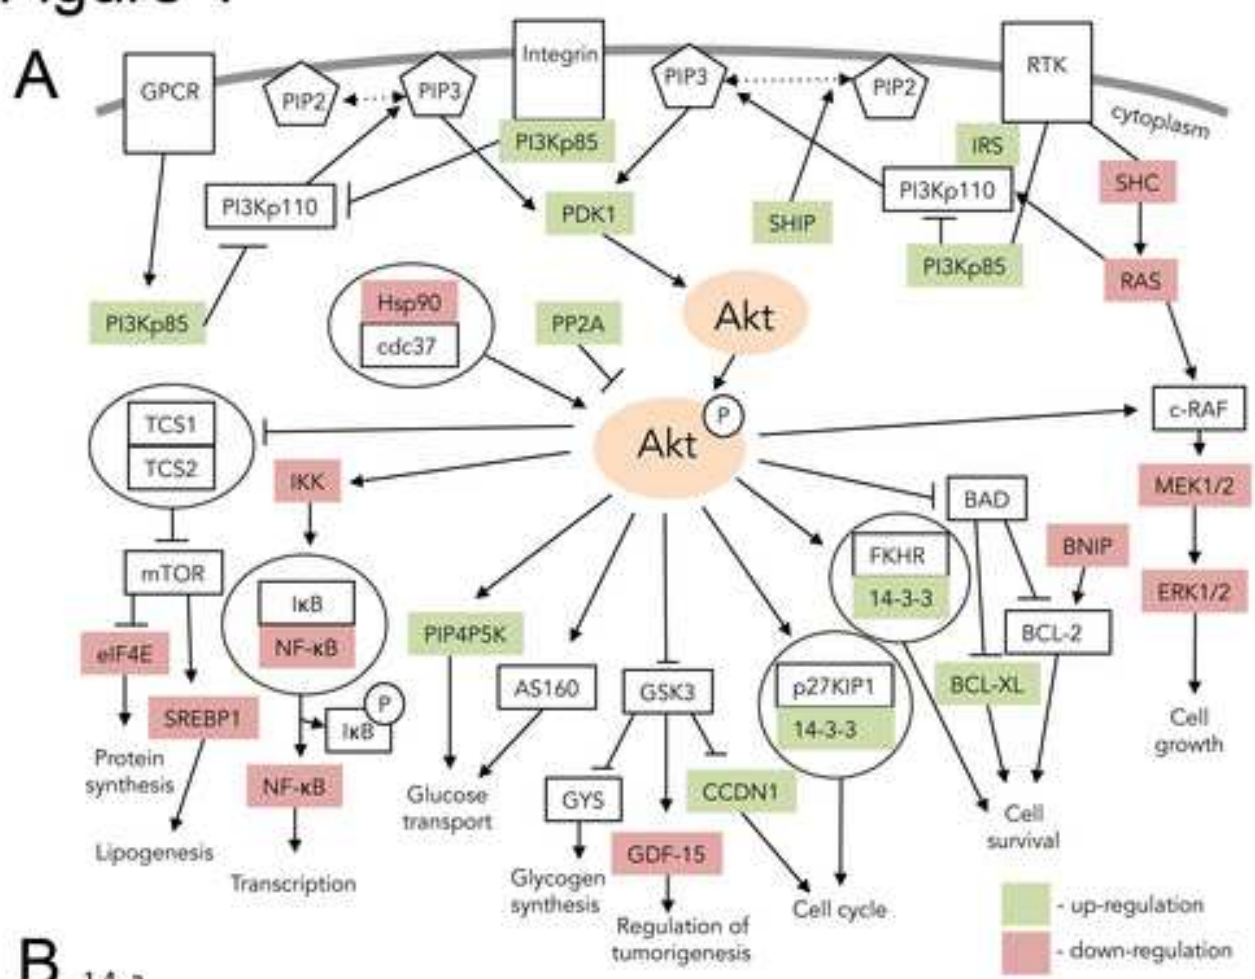 A
GPCR
PIP2
PIP3
Integrin
PIP3
PIP2
RTK
cytoplasm
PI3Kp85
IRS
PI3Kp110
SHC
PI3Kp110
PDK1
SHIP
PI3Kp85
RAS
PI3Kp85
Hsp90
cdc37
PP2A
Akt
TCS1
TCS2
Akt
P
c-RAF
IKK
BAD
MEK1/2
mTOR
FKHR
14-3-3
BNIP
ERK1/2
IκB
NF-κB
eIF4E
PIP4P5K
BCL-2
AS160
GSK3
p27KIP1
14-3-3
BCL-XL
SREBP1
P
IκB
Cell
growth
Protein
synthesis
NF-κB
Glucose
transport
GYS
CCDN1
Cell
survival
Lipogenesis
GDF-15
Transcription
Glycogen
synthesis
Cell cycle
Regulation of
tumorigenesis
- up-regulation
- down-regulation
B